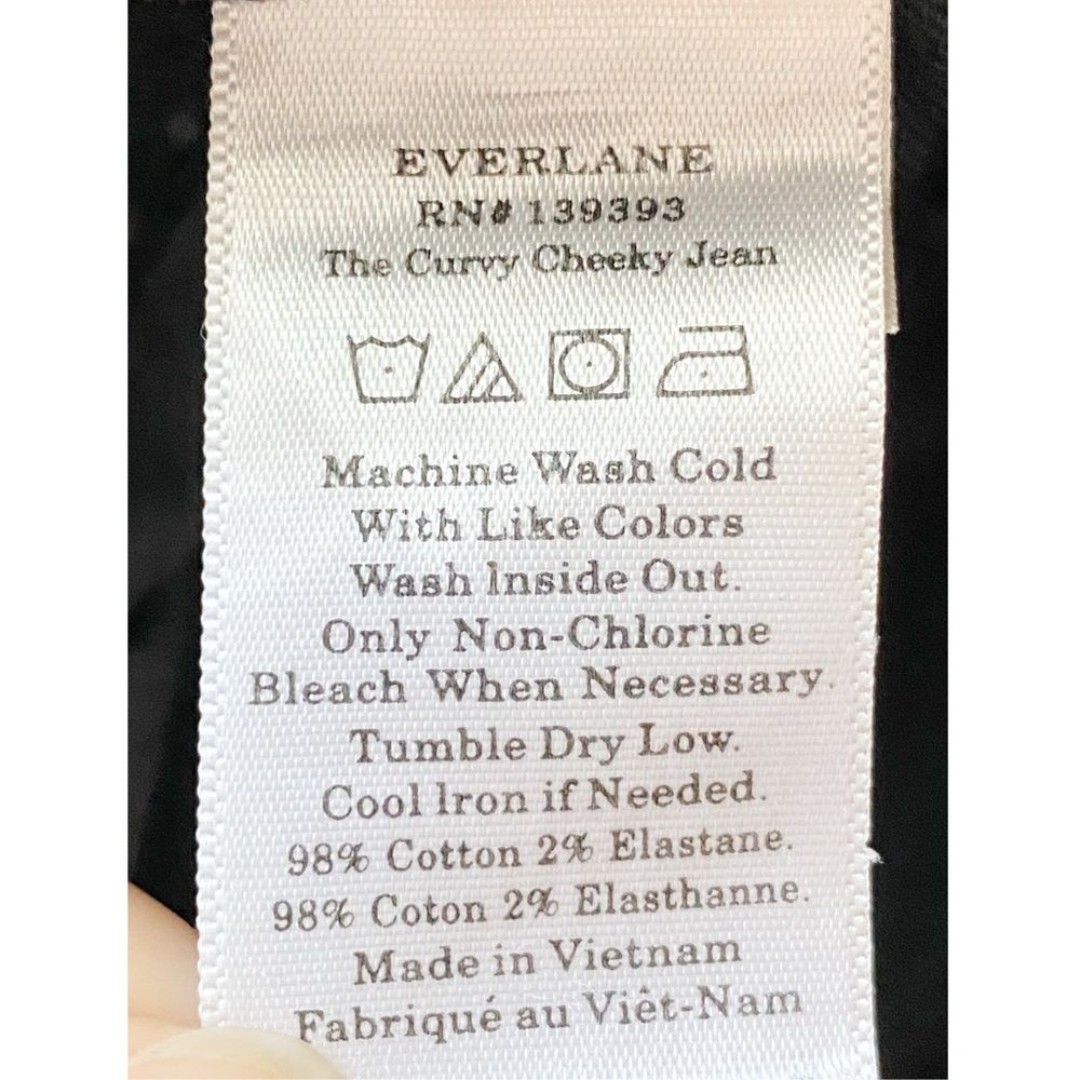 EVERLANE
RN# 139393
The Curvy Cheeky Jean
Machine Wash Cold
With Like Colors
Wash Inside Out.
Only Non-Chlorine
Bleach When Necessary.
Tumble Dry Low.
Cool Iron if Needed.
98% Cotton 2% Elastane.
98% Coton 2% Elasthanne.
Made in Vietnam
Fabriqué au Viêt-Nam